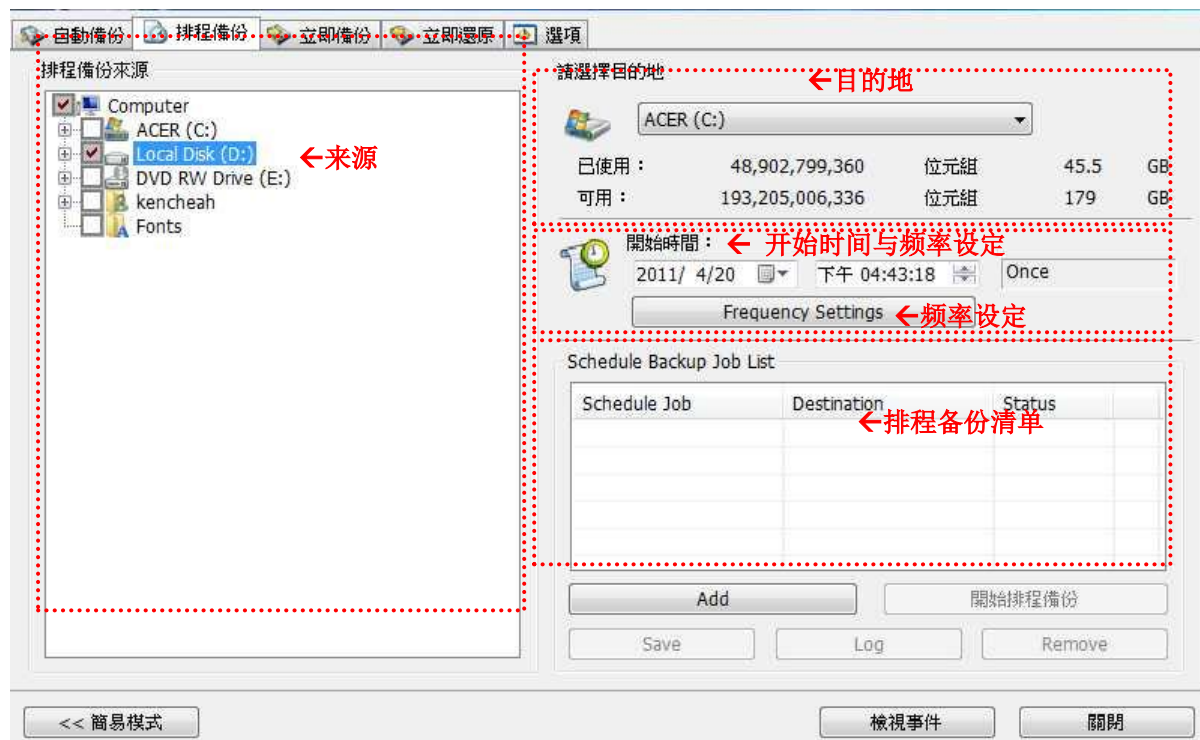 自動備份 排程備份 立即備份 立即還原 選項
排程備份來源
Computer
ACER (C:)
Local Disk (D:)
←来源
DVD RW Drive (E:)
kencheah
Fonts
請選擇目的地
←目的地
ACER (C:)
已使用： 48,902,799,360 位元組 45.5 GB
可用： 193,205,006,336 位元組 179 GB
開始時間： ← 开始时间与频率设定
2011/ 4/20 下午 04:43:18 Once
Frequency Settings ←频率设定
Schedule Backup Job List
Schedule Job Destination Status
←排程备份清单
Add 開始排程備份
Save Log Remove
<< 簡易模式 檢視事件 關閉